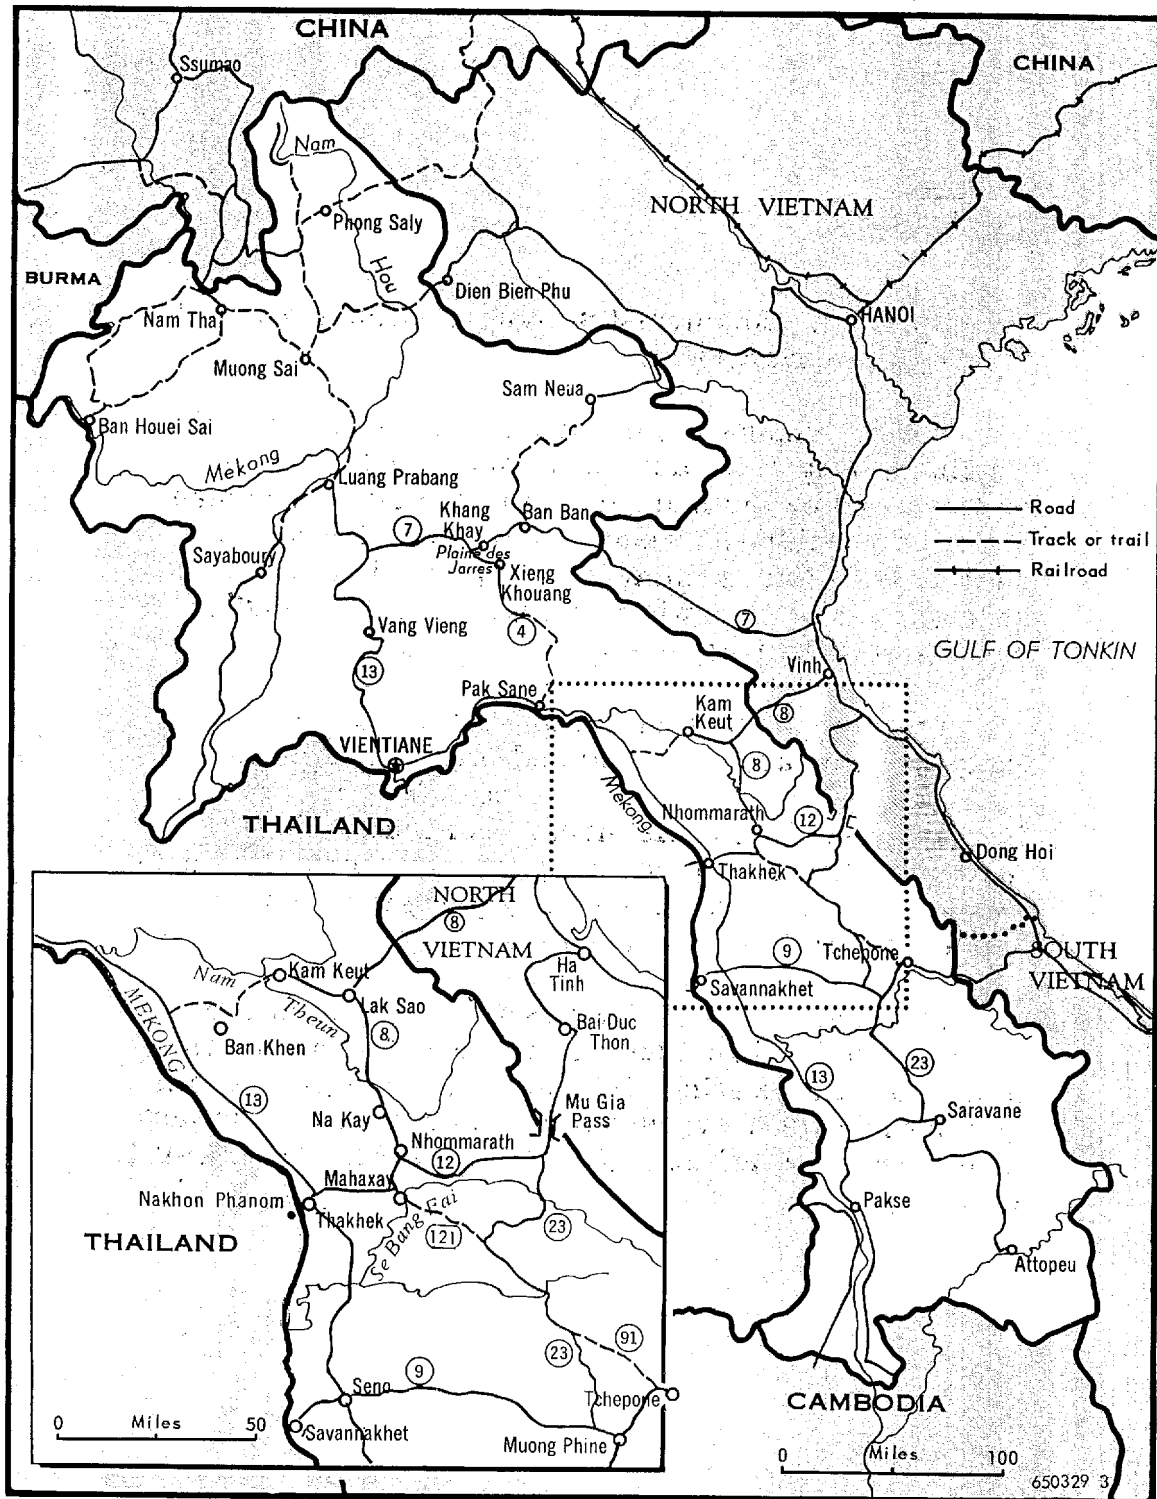 CHINA
CHINA
Ssumao
Nam
NORTH VIETNAM
Phong Saly
Hou
BURMA
Dien Bien Phu
Nam Tha
HANOI
Muong Sai
Sam Neua
Ban Houei Sai
Mekong
Luang Prabang
Khang
Khay
Ban Ban
Road
Track or trail
Railroad
7
Plaine des
Jarres
Sayaboury
Xieng
Khouang
7
Vang Vieng
4
GULF OF TONKIN
Vinh
13
Pak Sane
Kam
Keut
8
VIENTIANE
8
Mekong
THAILAND
Nhommarath
12
Thakhek
Dong Hoi
9
Tchepone
SOUTH
VIETNAM
Savannakhet
13
23
Saravane
Pakse
Attopeu
CAMBODIA
0
Miles
100
650329 3
NORTH
VIETNAM
8
Nam
Kam Keut
Ha
Tinh
MEKONG
Theun
Lak Sao
8
Ban Khen
Bai Duc
Thon
13
Na Kay
Mu Gia
Pass
Nhommarath
12
Mahaxay
Nakhon Phanom
Thakhek
Se Bang Fai
121
23
THAILAND
91
23
9
Seno
Tchepone
0
Miles
50
Savannakhet
Muong Phine